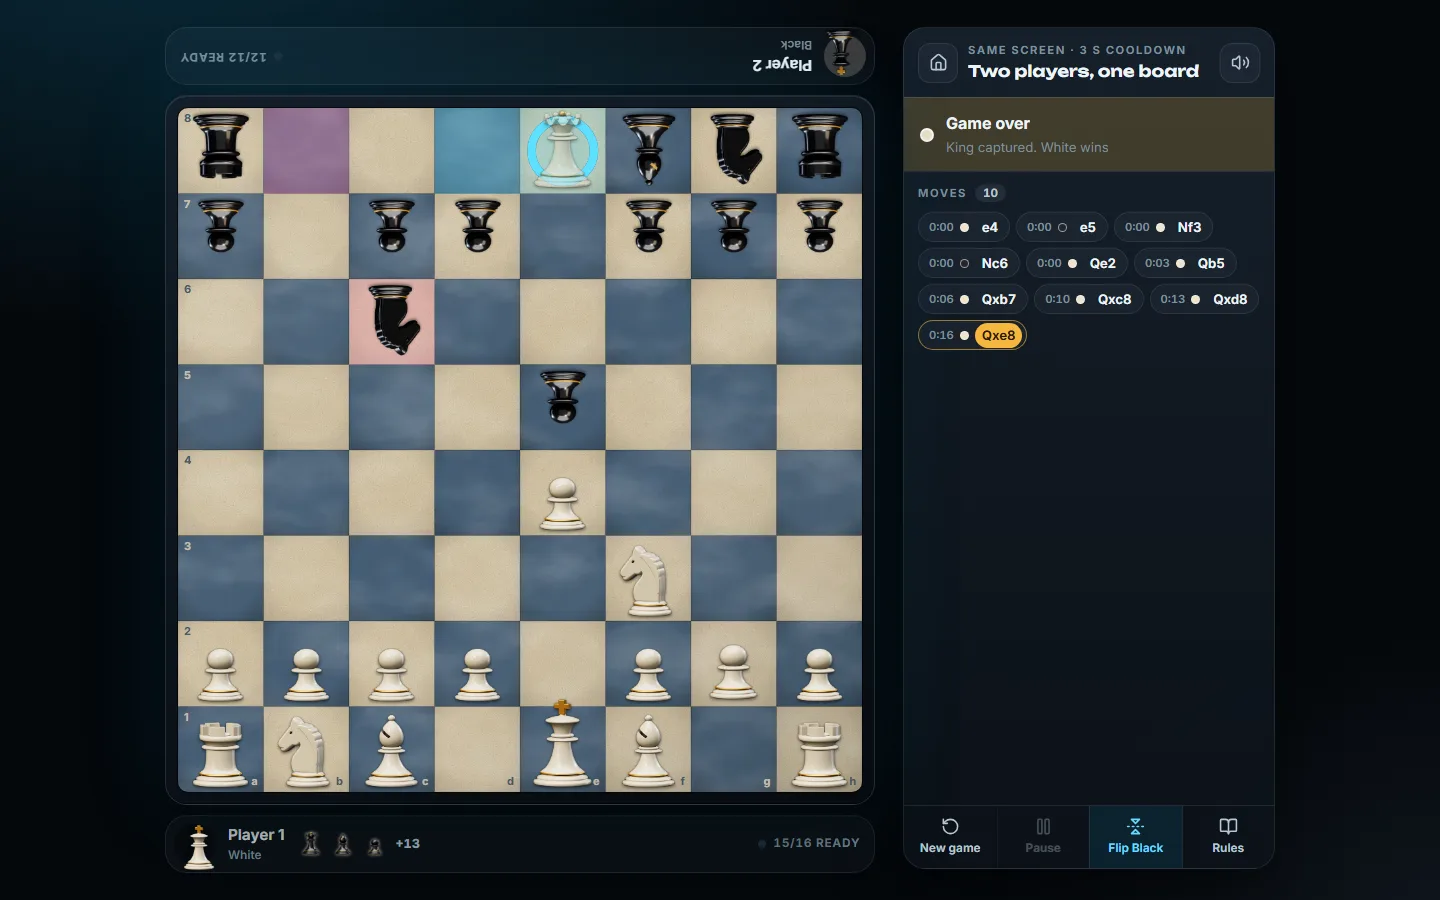 12/12 READY
Player 2
Black
SAME SCREEN · 3 S COOLDOWN
Two players, one board
Game over
King captured. White wins
MOVES 10
0:00 e4 0:00 e5 0:00 Nf3
0:00 Nc6 0:00 Qe2 0:03 Qb5
0:06 Qxb7 0:10 Qxc8 0:13 Qxd8
0:16 Qxe8
8
7
6
5
4
3
2
1
a b c d e f g h
Player 1
White
+13
15/16 READY
New game Pause Flip Black Rules